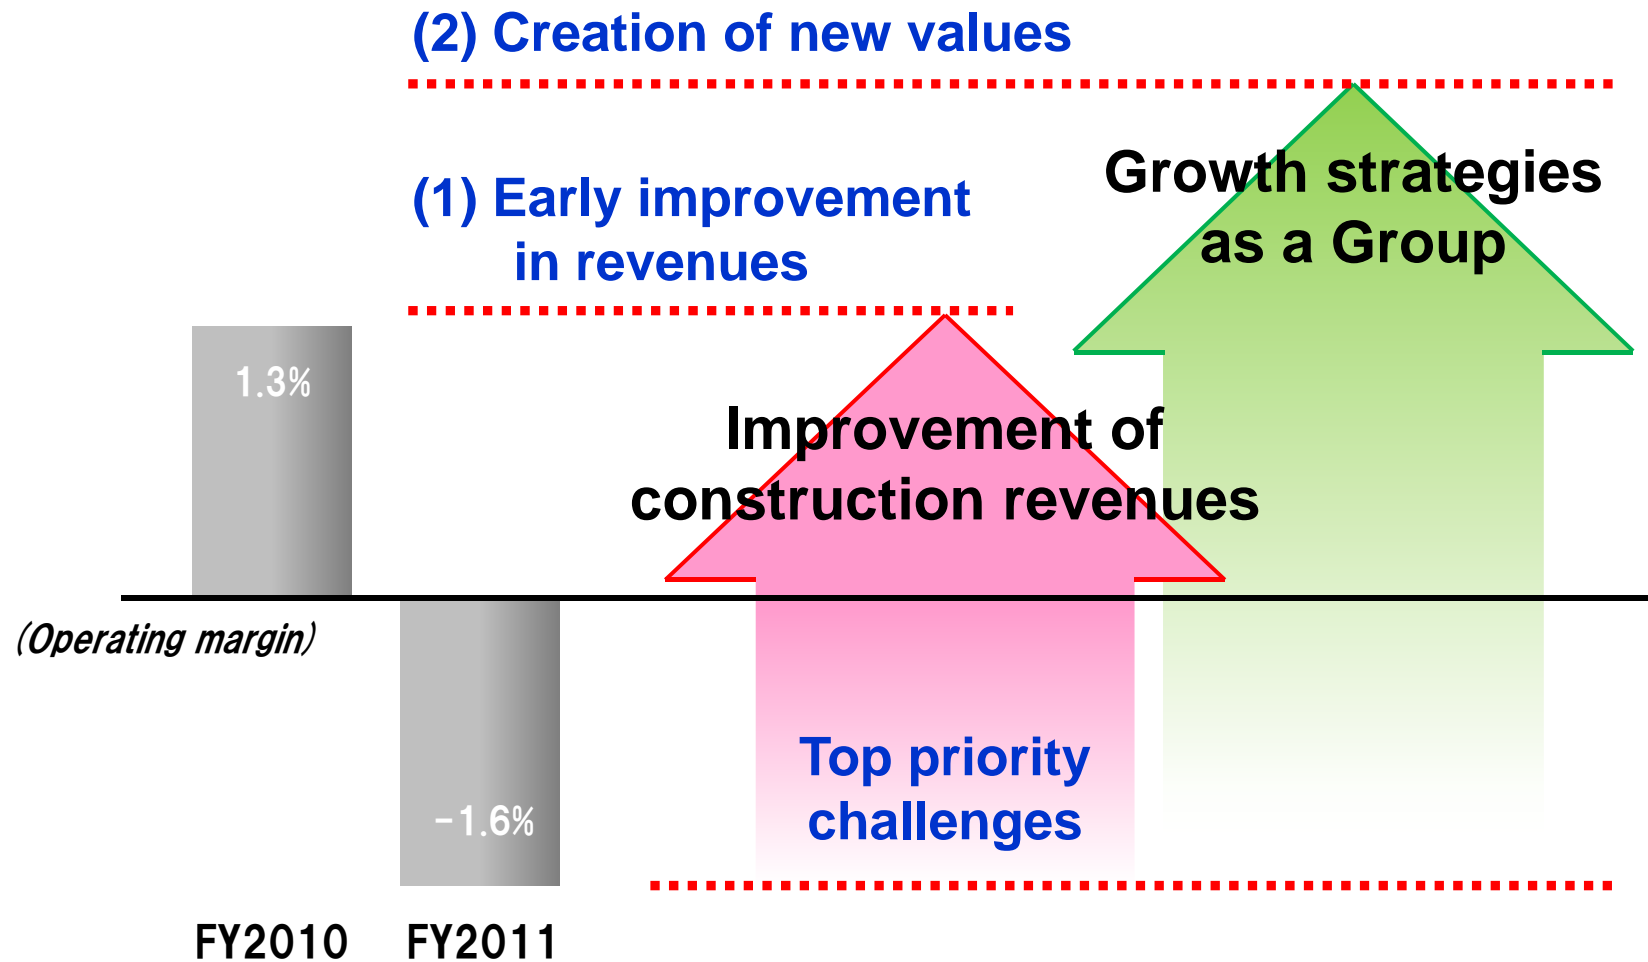 (2) Creation of new values
Growth strategies
as a Group
(1) Early improvement
in revenues
1.3%
Improvement of
construction revenues
(Operating margin)
Top priority
challenges
-1.6%
FY2010
FY2011